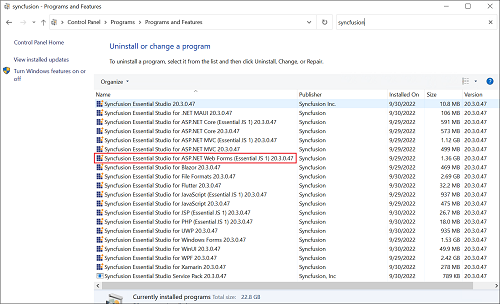 syncfusion - Programs and Features
Control Panel > Programs > Programs and Features
syncfusion
Control Panel Home
View installed updates
Turn Windows features on or off
Uninstall or change a program
To uninstall a program, select it from the list and then click Uninstall, Change, or Repair.
Organize
Name Publisher Installed On Size Version
Syncfusion Essential Studio 20.3.0.47 Syncfusion Inc. 9/30/2022 10.8 MB 20.3.0.47
Syncfusion Essential Studio for .NET MAUI 20.3.0.47 Syncfusion 9/30/2022 106 MB 20.3.0.47
Syncfusion Essential Studio for ASP.NET Core (Essential JS 1) 20.3.0.47 Syncfusion 9/29/2022 591 MB 20.3.0.47
Syncfusion Essential Studio for ASP.NET Core 20.3.0.47 Syncfusion 9/29/2022 573 MB 20.3.0.47
Syncfusion Essential Studio for ASP.NET MVC (Essential JS 1) 20.3.0.47 Syncfusion 9/29/2022 1.12 GB 20.3.0.47
Syncfusion Essential Studio for ASP.NET MVC 20.3.0.47 Syncfusion 9/29/2022 499 MB 20.3.0.47
Syncfusion Essential Studio for ASP.NET Web Forms (Essential JS 1) 20.3.0.47 Syncfusion 9/29/2022 1.36 GB 20.3.0.47
Syncfusion Essential Studio for Blazor 20.3.0.47 Syncfusion 9/29/2022 469 MB 20.3.0.47
Syncfusion Essential Studio for File Formats 20.3.0.47 Syncfusion 9/30/2022 2.69 GB 20.3.0.47
Syncfusion Essential Studio for Flutter 20.3.0.47 Syncfusion 9/30/2022 32.2 MB 20.3.0.47
Syncfusion Essential Studio for JavaScript (Essential JS 1) 20.3.0.47 Syncfusion 9/29/2022 937 MB 20.3.0.47
Syncfusion Essential Studio for JavaScript 20.3.0.47 Syncfusion 9/29/2022 475 MB 20.3.0.47
Syncfusion Essential Studio for JSP (Essential JS 1) 20.3.0.47 Syncfusion 9/30/2022 26.7 MB 20.3.0.47
Syncfusion Essential Studio for PHP (Essential JS 1) 20.3.0.47 Syncfusion 9/30/2022 18.0 MB 20.3.0.47
Syncfusion Essential Studio for UWP 20.3.0.47 Syncfusion 9/30/2022 935 MB 20.3.0.47
Syncfusion Essential Studio for Windows Forms 20.3.0.47 Syncfusion 9/29/2022 1.53 GB 20.3.0.47
Syncfusion Essential Studio for WinUI 20.3.0.47 Syncfusion 9/30/2022 49.9 MB 20.3.0.47
Syncfusion Essential Studio for WPF 20.3.0.47 Syncfusion 9/29/2022 2.42 GB 20.3.0.47
Syncfusion Essential Studio for Xamarin 20.3.0.47 Syncfusion 9/29/2022 278 MB 20.3.0.47
Syncfusion Essential Studio Service Pack 20.3.0.47 Syncfusion Inc. 9/30/2022 789 KB 20.3.0.47
Currently installed programs Total size: 22.8 GB